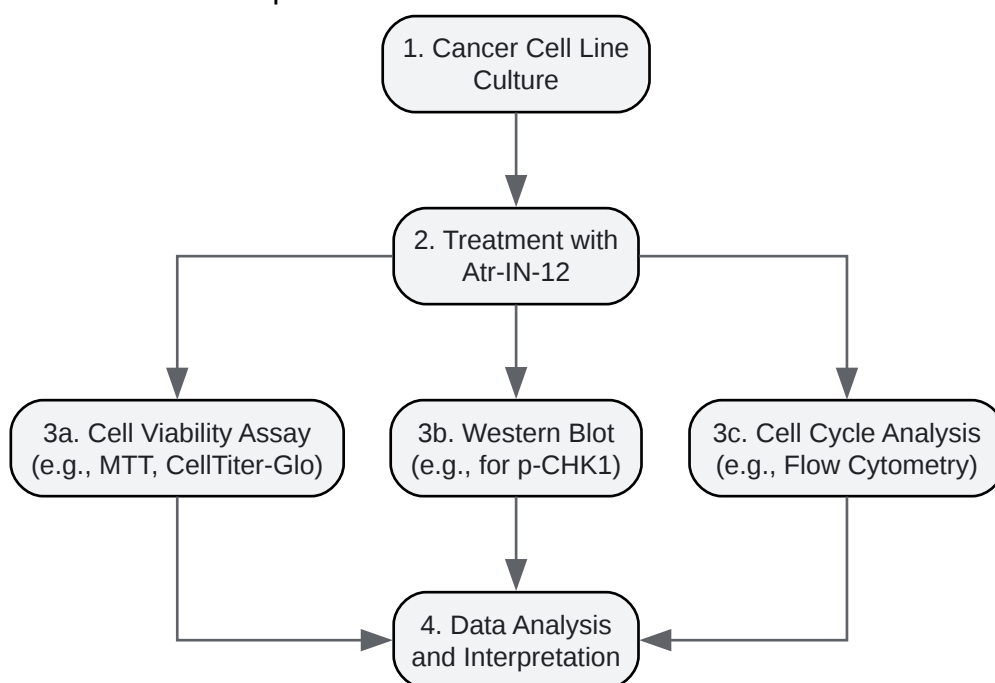 1. Cancer Cell Line
Culture
2. Treatment with
Atr-IN-12
3a. Cell Viability Assay
(e.g., MTT, CellTiter-Glo)
3b. Western Blot
(e.g., for p-CHK1)
3c. Cell Cycle Analysis
(e.g., Flow Cytometry)
4. Data Analysis
and Interpretation